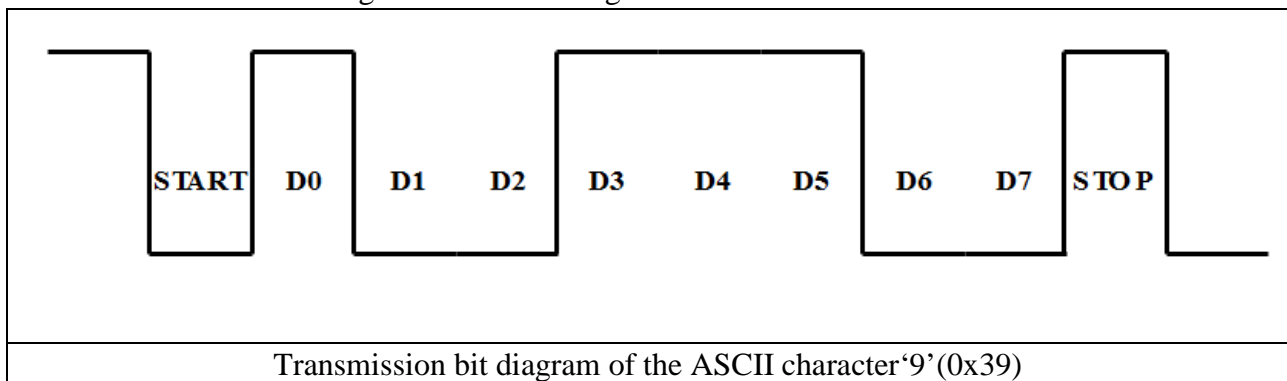 START D0 D1 D2 D3 D4 D5 D6 D7 STOP
Transmission bit diagram of the ASCII character‘9’(0x39)